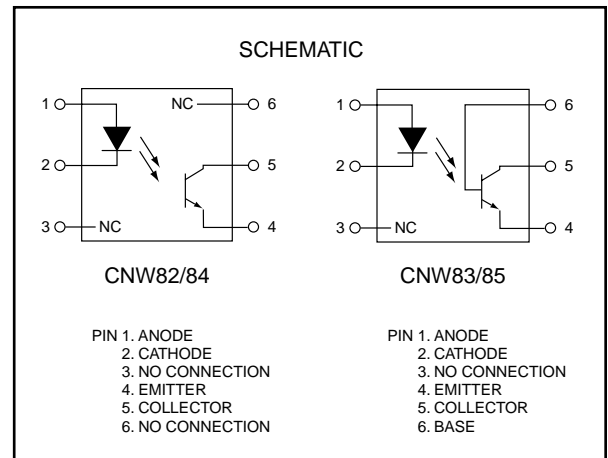 SCHEMATIC
1
2
3
NC
NC
6
5
4
CNW82/84
PIN 1. ANODE
2. CATHODE
3. NO CONNECTION
4. EMITTER
5. COLLECTOR
6. NO CONNECTION
1
2
3
NC
6
5
4
CNW83/85
PIN 1. ANODE
2. CATHODE
3. NO CONNECTION
4. EMITTER
5. COLLECTOR
6. BASE